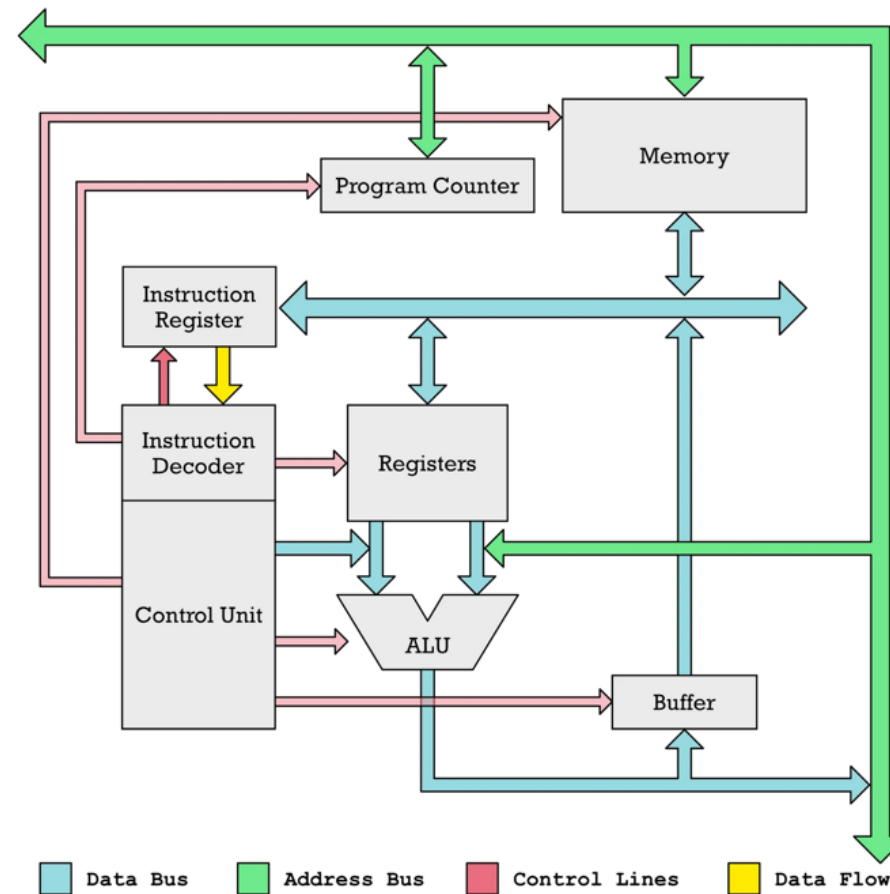 Memory
Program Counter
Instruction
Register
Instruction
Decoder
Registers
Control Unit
ALU
Buffer
Data Bus
Address Bus
Control Lines
Data Flow